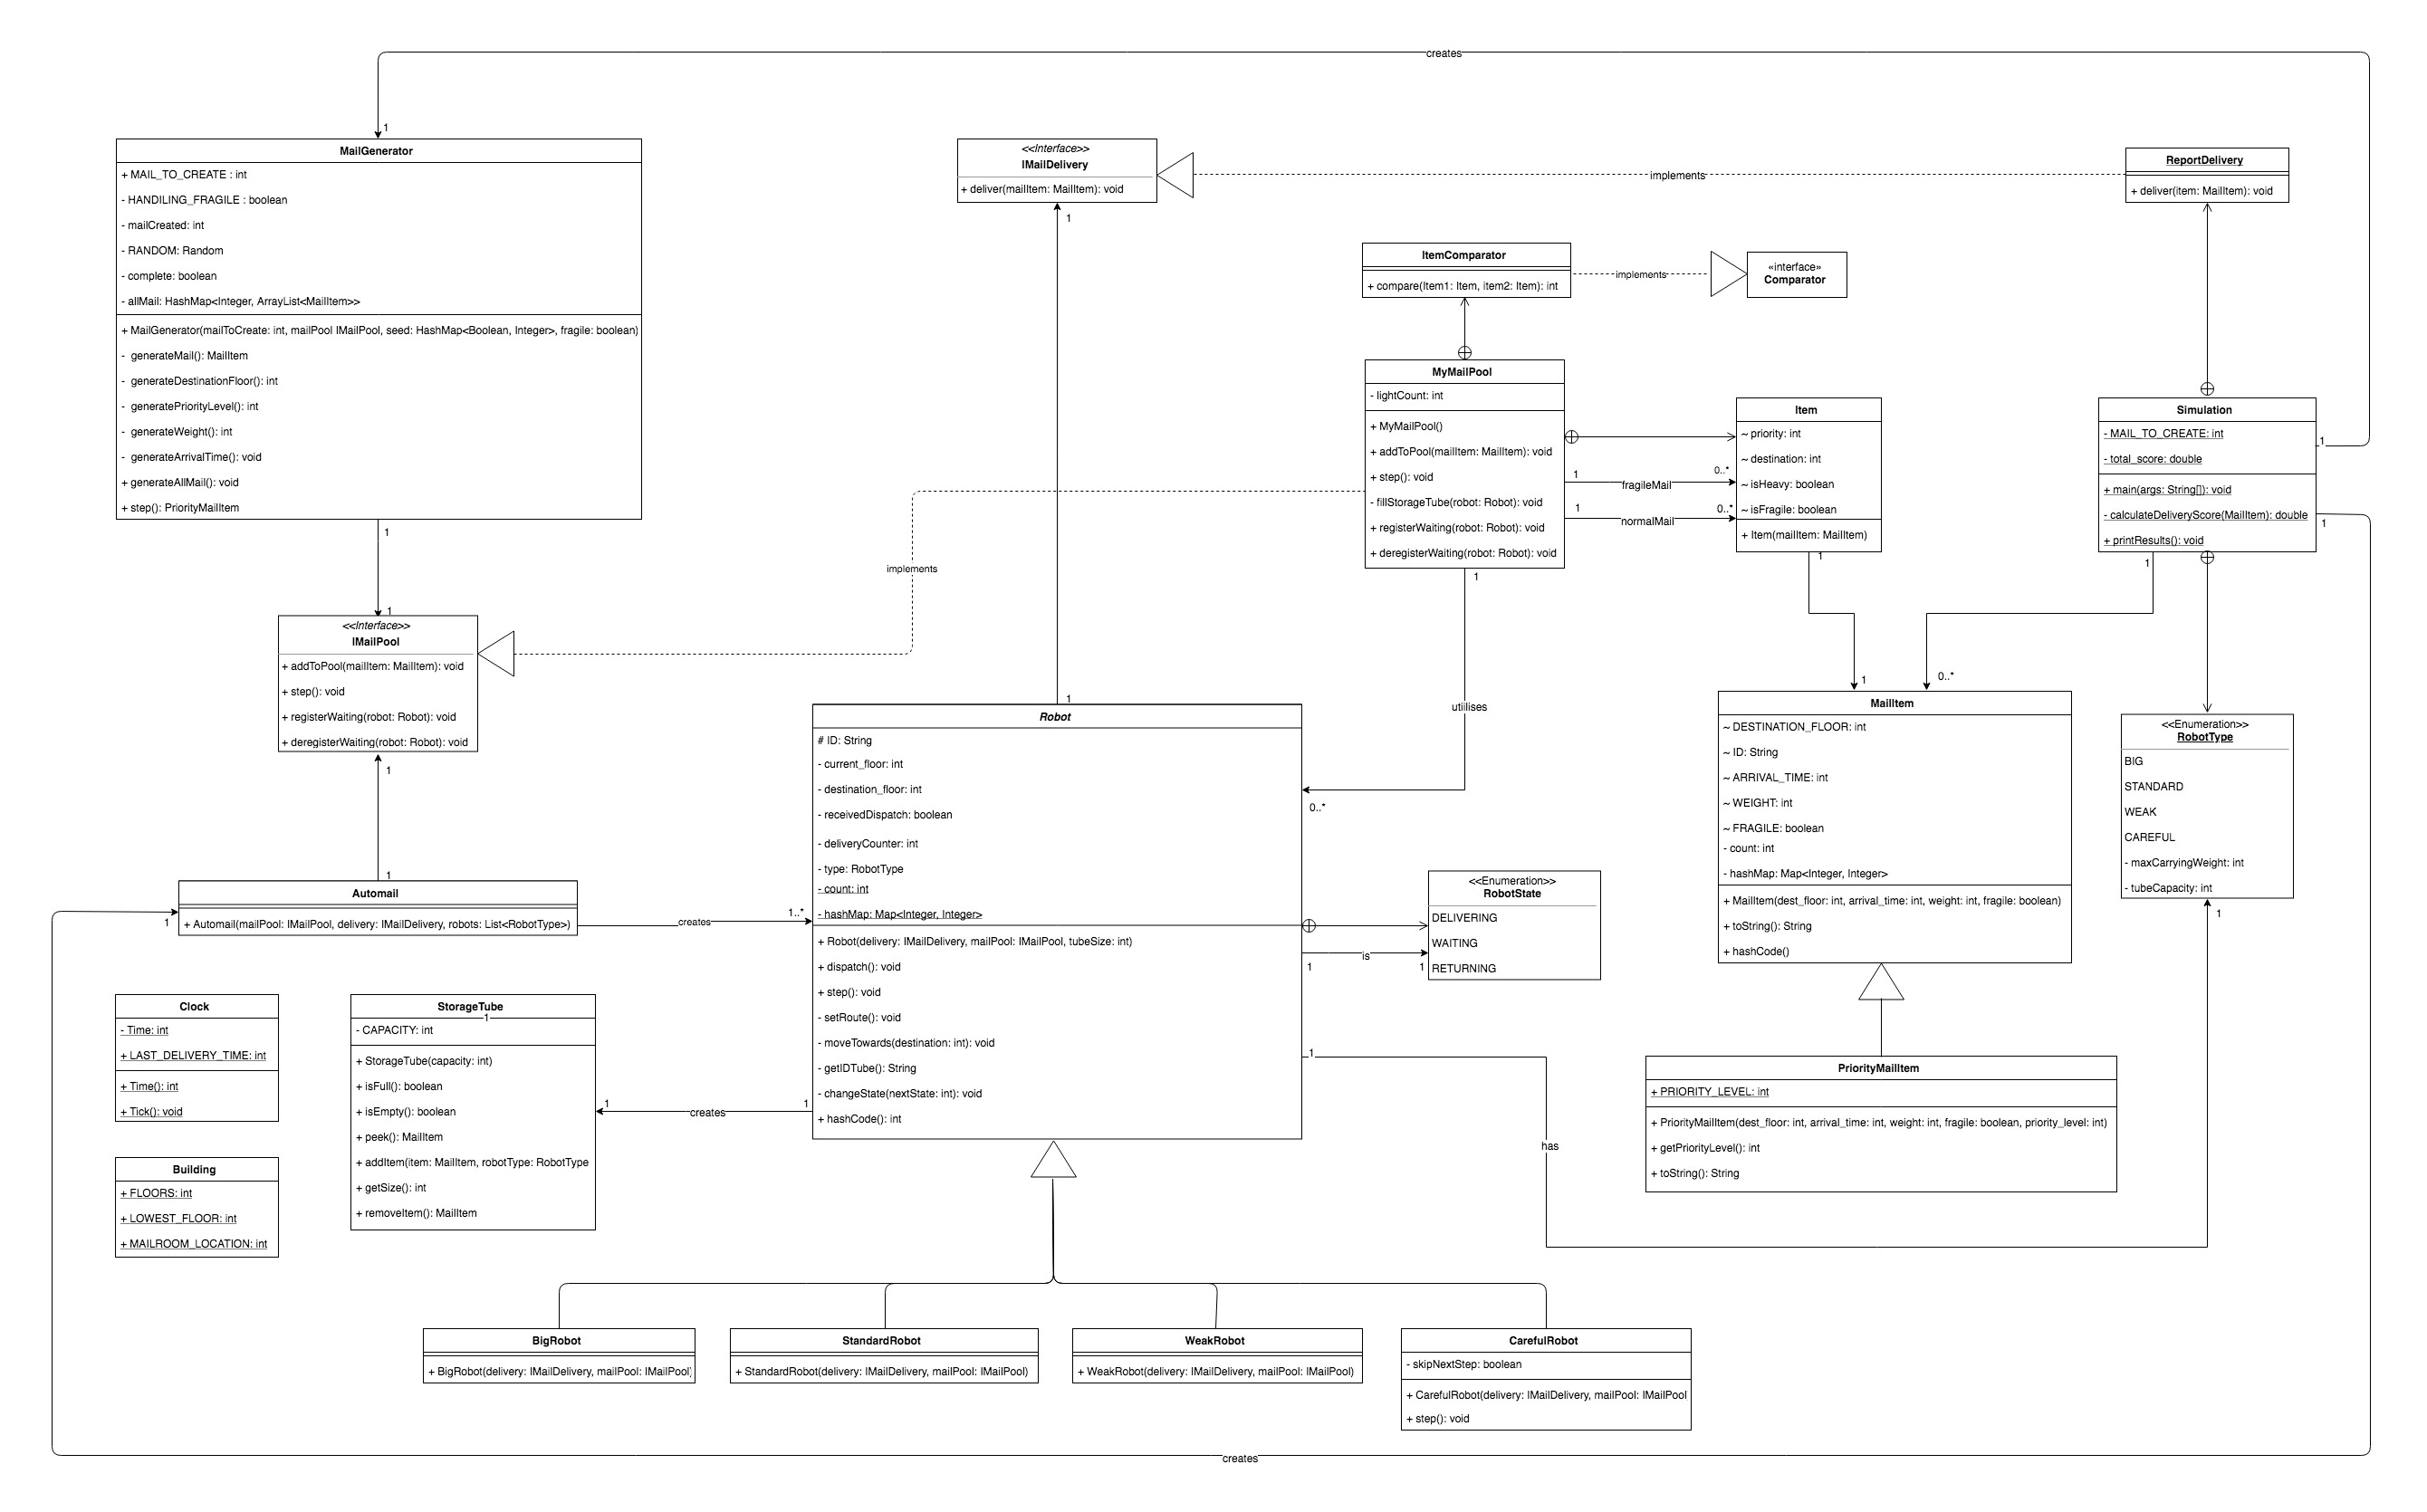 creates
1
MailGenerator
+ MAIL_TO_CREATE : int
- HANDILING_FRAGILE : boolean
- mailCreated: int
- RANDOM: Random
- complete: boolean
- allMail: HashMap<Integer, ArrayList<MailItem>>
+ MailGenerator(mailToCreate: int, mailPool IMailPool, seed: HashMap<Boolean, Integer>, fragile: boolean)
- generateMail(): MailItem
- generateDestinationFloor(): int
- generatePriorityLevel(): int
- generateWeight(): int
- generateArrivalTime(): void
+ generateAllMail(): void
+ step(): PriorityMailItem
1
1
<<Interface>>
IMailDelivery
+ deliver(mailItem: MailItem): void
1
implements
ReportDelivery
+ deliver(item: MailItem): void
ItemComparator
+ compare(Item1: Item, item2: Item): int
implements
«interface»
Comparator
MyMailPool
- lightCount: int
+ MyMailPool()
+ addToPool(mailItem: MailItem): void
+ step(): void
- fillStorageTube(robot: Robot): void
+ registerWaiting(robot: Robot): void
+ deregisterWaiting(robot: Robot): void
1
1
fragileMail
0..*
1
normalMail
0..*
Item
~ priority: int
~ destination: int
~ isHeavy: boolean
~ isFragile: boolean
+ Item(mailItem: MailItem)
1
1
Simulation
- MAIL_TO_CREATE: int
- total_score: double
+ main(args: String[]): void
- calculateDeliveryScore(MailItem): double
+ printResults(): void
1
1
1
0..*
implements
<<Interface>>
IMailPool
+ addToPool(mailItem: MailItem): void
+ step(): void
+ registerWaiting(robot: Robot): void
+ deregisterWaiting(robot: Robot): void
1
1
utiilises
0..*
1
Robot
# ID: String
- current_floor: int
- destination_floor: int
- receivedDispatch: boolean
- deliveryCounter: int
- type: RobotType
- count: int
- hashMap: Map<Integer, Integer>
+ Robot(delivery: IMailDelivery, mailPool: IMailPool, tubeSize: int)
+ dispatch(): void
+ step(): void
- setRoute(): void
- moveTowards(destination: int): void
- getIDTube(): String
- changeState(nextState: int): void
+ hashCode(): int
MailItem
~ DESTINATION_FLOOR: int
~ ID: String
~ ARRIVAL_TIME: int
~ WEIGHT: int
~ FRAGILE: boolean
- count: int
- hashMap: Map<Integer, Integer>
+ MailItem(dest_floor: int, arrival_time: int, weight: int, fragile: boolean)
+ toString(): String
+ hashCode()
<<Enumeration>>
RobotType
BIG
STANDARD
WEAK
CAREFUL
- maxCarryingWeight: int
- tubeCapacity: int
1
<<Enumeration>>
RobotState
DELIVERING
WAITING
RETURNING
is
1
1
1
has
Automail
+ Automail(mailPool: IMailPool, delivery: IMailDelivery, robots: List<RobotType>)
1
creates
1..*
Clock
- Time: int
+ LAST_DELIVERY_TIME: int
+ Time(): int
+ Tick(): void
StorageTube
1
- CAPACITY: int
+ StorageTube(capacity: int)
+ isFull(): boolean
+ isEmpty(): boolean
+ peek(): MailItem
+ addItem(item: MailItem, robotType: RobotType
+ getSize(): int
+ removeItem(): MailItem
1
creates
1
Building
+ FLOORS: int
+ LOWEST_FLOOR: int
+ MAILROOM_LOCATION: int
PriorityMailItem
+ PRIORITY_LEVEL: int
+ PriorityMailItem(dest_floor: int, arrival_time: int, weight: int, fragile: boolean, priority_level: int)
+ getPriorityLevel(): int
+ toString(): String
BigRobot
+ BigRobot(delivery: IMailDelivery, mailPool: IMailPool)
StandardRobot
+ StandardRobot(delivery: IMailDelivery, mailPool: IMailPool)
WeakRobot
+ WeakRobot(delivery: IMailDelivery, mailPool: IMailPool)
CarefulRobot
- skipNextStep: boolean
+ CarefulRobot(delivery: IMailDelivery, mailPool: IMailPool
+ step(): void
creates